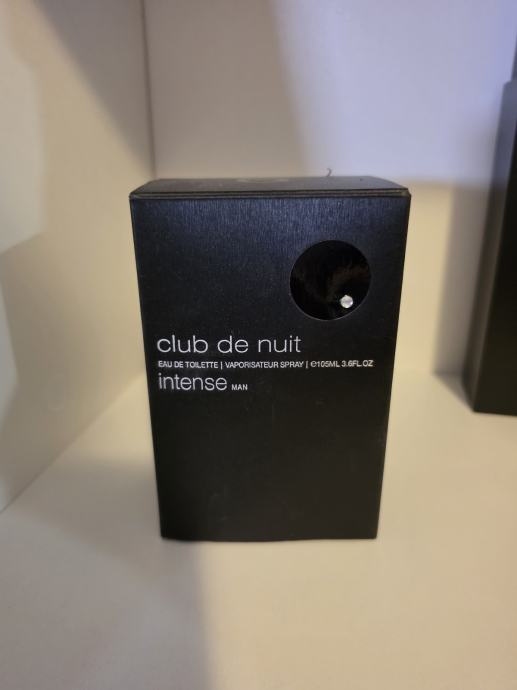 club de nuit
EAU DE TOILETTE | VAPORISATEUR SPRAY | ℮105ML 3.6FL.OZ
intense MAN